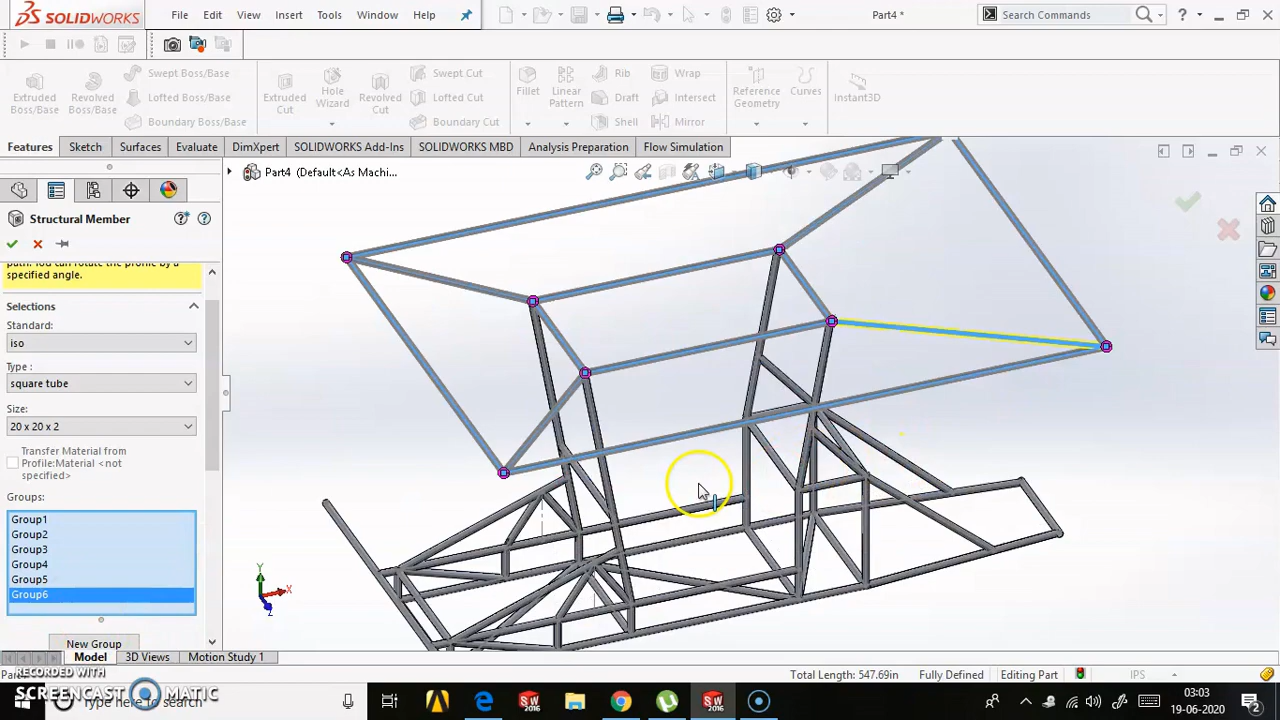 SOLIDWORKS File Edit View Insert Tools Window Help Part4 * Search Commands ?
Extruded Boss/Base
Revolved Boss/Base
Swept Boss/Base
Lofted Boss/Base
Boundary Boss/Base
Extruded Cut
Hole Wizard
Revolved Cut
Swept Cut
Lofted Cut
Boundary Cut
Fillet
Linear Pattern
Rib
Draft
Shell
Wrap
Intersect
Mirror
Reference Geometry
Curves
Instant3D
Features Sketch Surfaces Evaluate DimXpert SOLIDWORKS Add-Ins SOLIDWORKS MBD Analysis Preparation Flow Simulation
Part4 (Default<As Machi...
Structural Member
path. You can rotate the profile by a
specified angle.
Selections
Standard:
iso
Type :
square tube
Size:
20 x 20 x 2
Transfer Material from
Profile:Material <not
specified>
Groups:
Group1
Group2
Group3
Group4
Group5
Group6
New Group
Y
X
Z
Model 3D Views Motion Study 1
Total Length: 547.69in Fully Defined Editing Part IPS
RECORDED WITH
SCREENCAST MATIC
Type here to search
SW 2016
SW 2016
03:03
19-06-2020
2